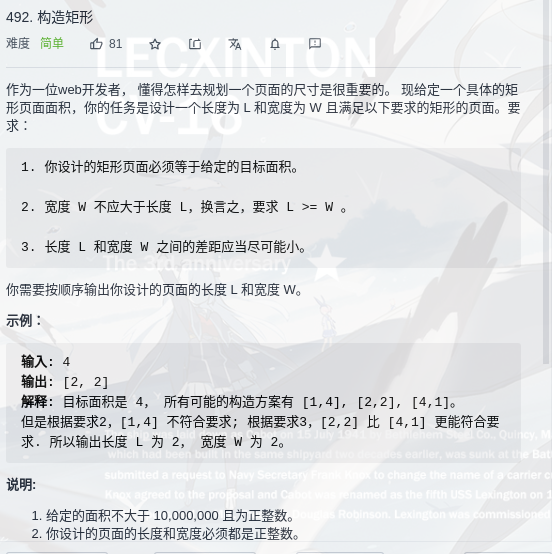 492. 构造矩形
难度 简单 81
LECXINTON
作为一位web开发者， 懂得怎样去规划一个页面的尺寸是很重要的。 现给定一个具体的矩
形页面面积，你的任务是设计一个长度为 L 和宽度为 W 且满足以下要求的矩形的页面。要
求：
CV-16
1. 你设计的矩形页面必须等于给定的目标面积。
2. 宽度 W 不应大于长度 L，换言之，要求 L >= W 。
3. 长度 L 和宽度 W 之间的差距应当尽可能小。
The 3rd anniversary
你需要按顺序输出你设计的页面的长度 L 和宽度 W。
示例：
输入: 4
输出: [2, 2]
解释: 目标面积是 4， 所有可能的构造方案有 [1,4], [2,2], [4,1]。
但是根据要求2，[1,4] 不符合要求; 根据要求3，[2,2] 比 [4,1] 更能符合要
求. 所以输出长度 L 为 2， 宽度 W 为 2。
which had been built in the same shipyard two decades earlier, was sunk at the Bat
submitted a request to Navy Secretary Frank Knox to change the name of a carrier c
说明:
Knox agreed to the proposal and Cabot was renamed as the fifth USS Lexington on 1
1. 给定的面积不大于 10,000,000 且为正整数。
Robinson. Lexington was commissioned
2. 你设计的页面的长度和宽度必须都是正整数。